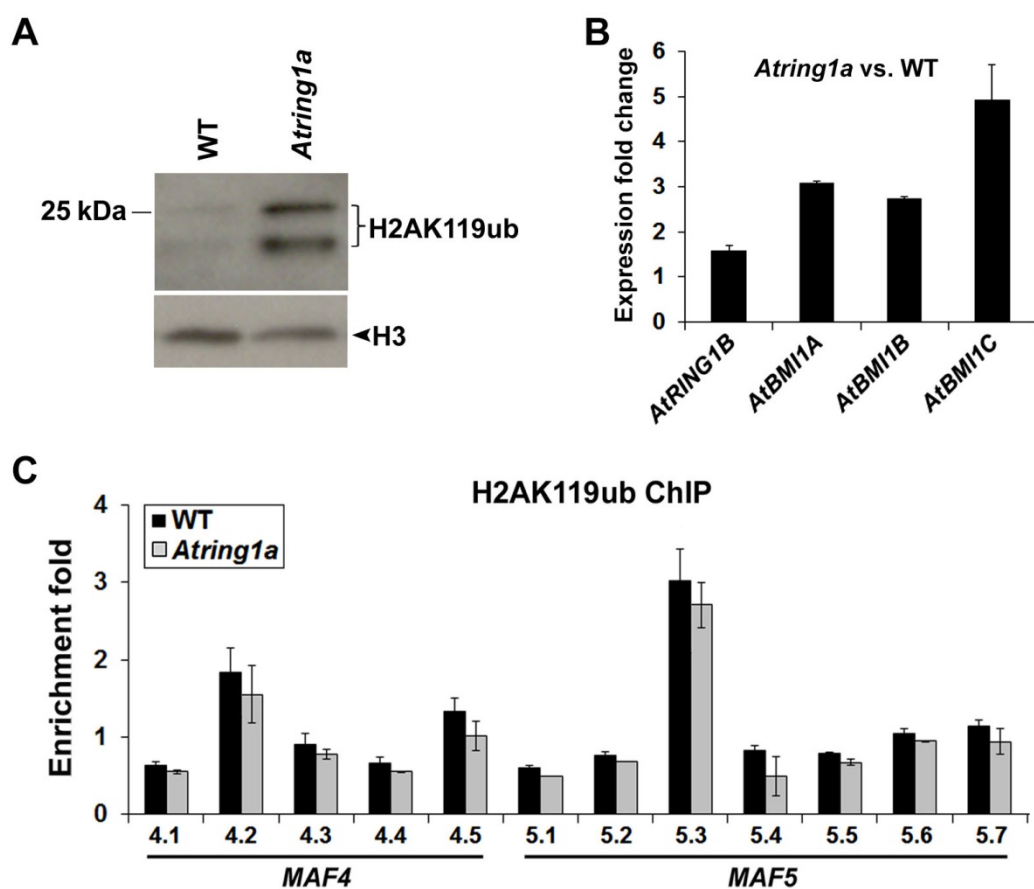 A
WT
Atring1a
25 kDa
H2AK119ub
H3
B
Atring1a vs. WT
Expression fold change
6
5
4
3
2
1
0
AtRING1B
AtBMI1A
AtBMI1B
AtBMI1C
C
H2AK119ub ChIP
WT
Atring1a
Enrichment fold
4
3
2
1
0
4.1 4.2 4.3 4.4 4.5 5.1 5.2 5.3 5.4 5.5 5.6 5.7
MAF4 MAF5